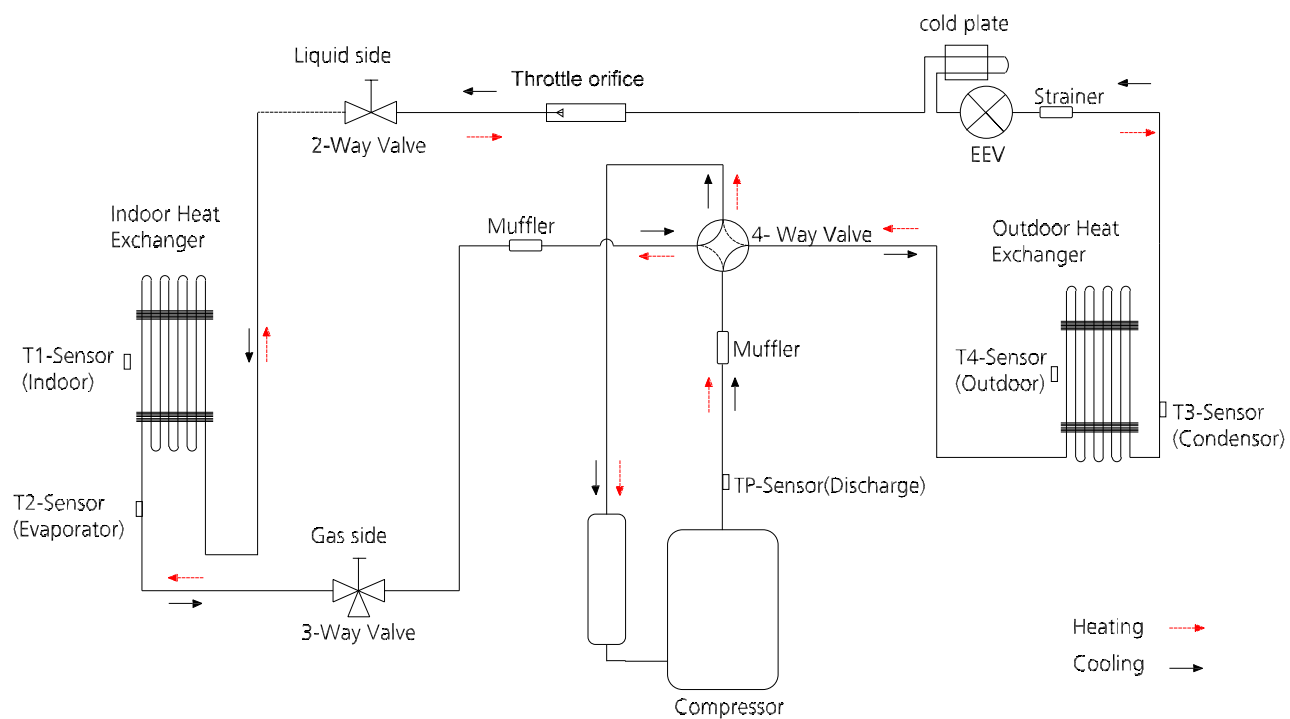 cold plate
Liquid side
Throttle orifice
Strainer
2-Way Valve
EEV
Indoor Heat
Exchanger
Muffler
4- Way Valve
Outdoor Heat
Exchanger
T1-Sensor
(Indoor)
Muffler
T4-Sensor
(Outdoor)
T3-Sensor
(Condensor)
T2-Sensor
(Evaporator)
TP-Sensor(Discharge)
Gas side
3-Way Valve
Heating
Cooling
Compressor